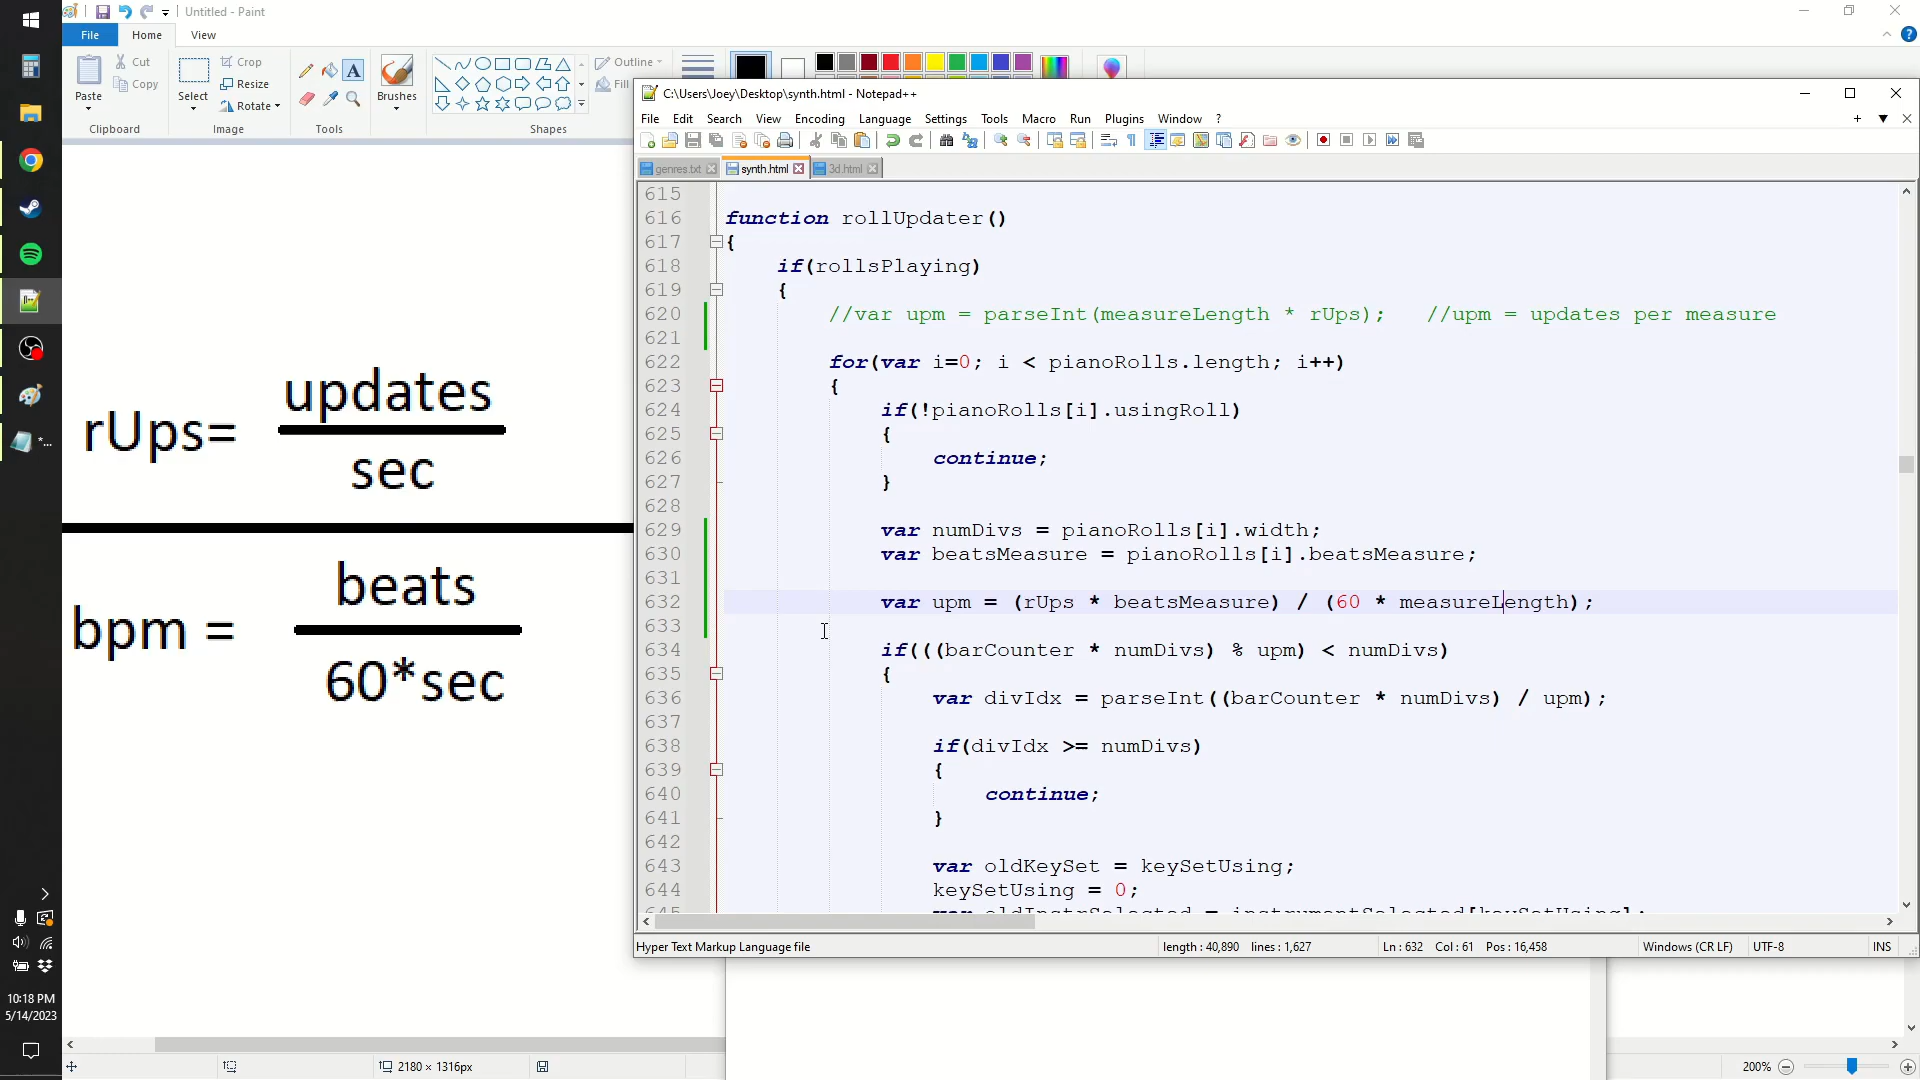 Untitled - Paint
File Home View
Paste Cut Copy Clipboard
Select Crop Resize Rotate Image
Tools
Brushes
Outline Fill Shapes
rUps= updates
sec
bpm = beats
60*sec
C:\Users\Joey\Desktop\synth.html - Notepad++
File Edit Search View Encoding Language Settings Tools Macro Run Plugins Window ?
genres.txt synth.html 3d.html
615
616 function rollUpdater()
617 {
618 if(rollsPlaying)
619 {
620 //var upm = parseInt(measureLength * rUps); //upm = updates per measure
621
622 for(var i=0; i < pianoRolls.length; i++)
623 {
624 if(!pianoRolls[i].usingRoll)
625 {
626 continue;
627 }
628
629 var numDivs = pianoRolls[i].width;
630 var beatsMeasure = pianoRolls[i].beatsMeasure;
631
632 var upm = (rUps * beatsMeasure) / (60 * measureLength);
633
634 if(((barCounter * numDivs) % upm) < numDivs)
635 {
636 var divIdx = parseInt((barCounter * numDivs) / upm);
637
638 if(divIdx >= numDivs)
639 {
640 continue;
641 }
642
643 var oldKeySet = keySetUsing;
644 keySetUsing = 0;
Hyper Text Markup Language file length : 40,890 lines : 1,627 Ln : 632 Col : 61 Pos : 16,458 Windows (CR LF) UTF-8 INS
10:18 PM
5/14/2023
2180 × 1316px 200%